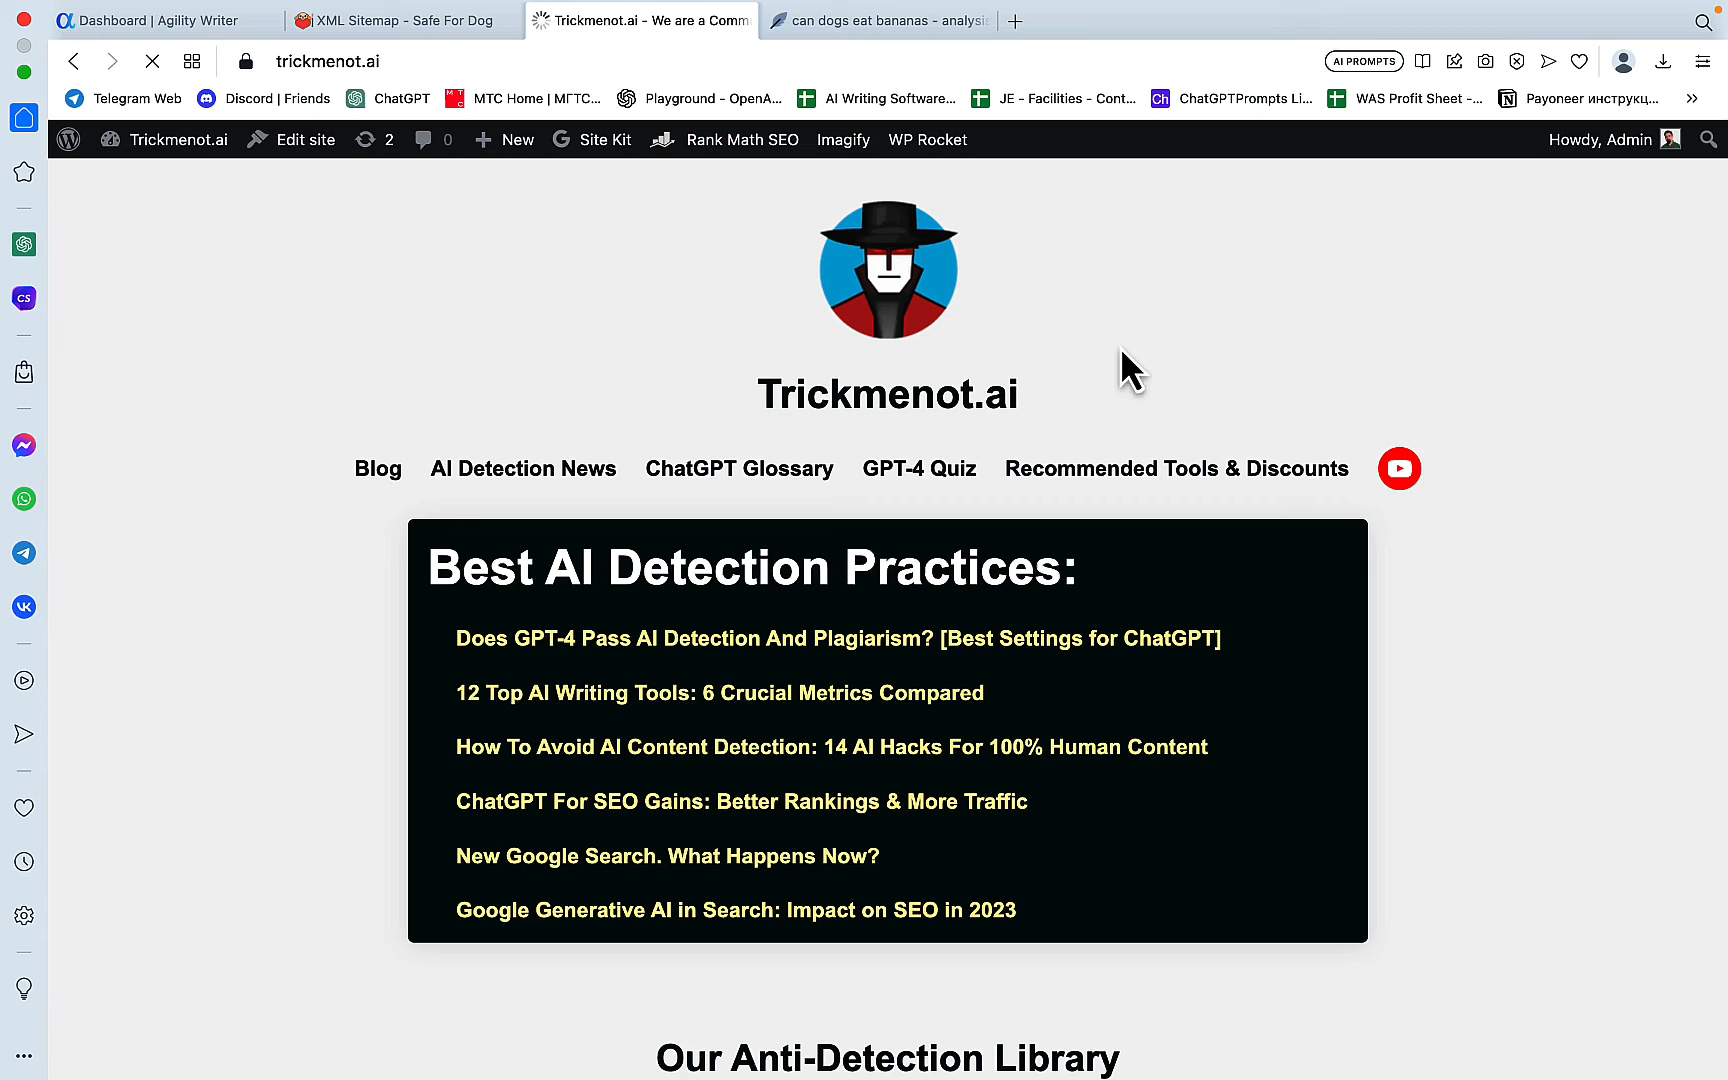 Dashboard | Agility Writer
XML Sitemap - Safe For Dog
Trickmenot.ai - We are a Comm
can dogs eat bananas - analysis
trickmenot.ai
AI PROMPTS
Telegram Web
Discord | Friends
ChatGPT
MTC Home | МГТС...
Playground - OpenA...
AI Writing Software...
JE - Facilities - Cont...
Ch ChatGPTPrompts Li...
WAS Profit Sheet -...
Payoneer инструкц...
Trickmenot.ai
Edit site
2
0
New
Site Kit
Rank Math SEO
Imagify
WP Rocket
Howdy, Admin
CS
Trickmenot.ai
Blog
AI Detection News
ChatGPT Glossary
GPT-4 Quiz
Recommended Tools & Discounts
Best AI Detection Practices:
Does GPT-4 Pass AI Detection And Plagiarism? [Best Settings for ChatGPT]
12 Top AI Writing Tools: 6 Crucial Metrics Compared
How To Avoid AI Content Detection: 14 AI Hacks For 100% Human Content
ChatGPT For SEO Gains: Better Rankings & More Traffic
New Google Search. What Happens Now?
Google Generative AI in Search: Impact on SEO in 2023
Our Anti-Detection Library